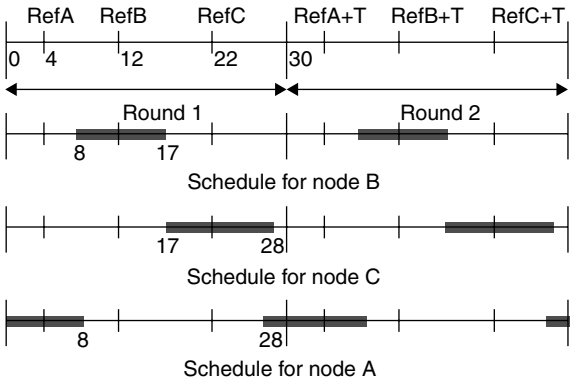 RefA RefB RefC RefA+T RefB+T RefC+T
0 4 12 22 30
Round 1 Round 2
8 17
Schedule for node B
17 28
Schedule for node C
8 28
Schedule for node A